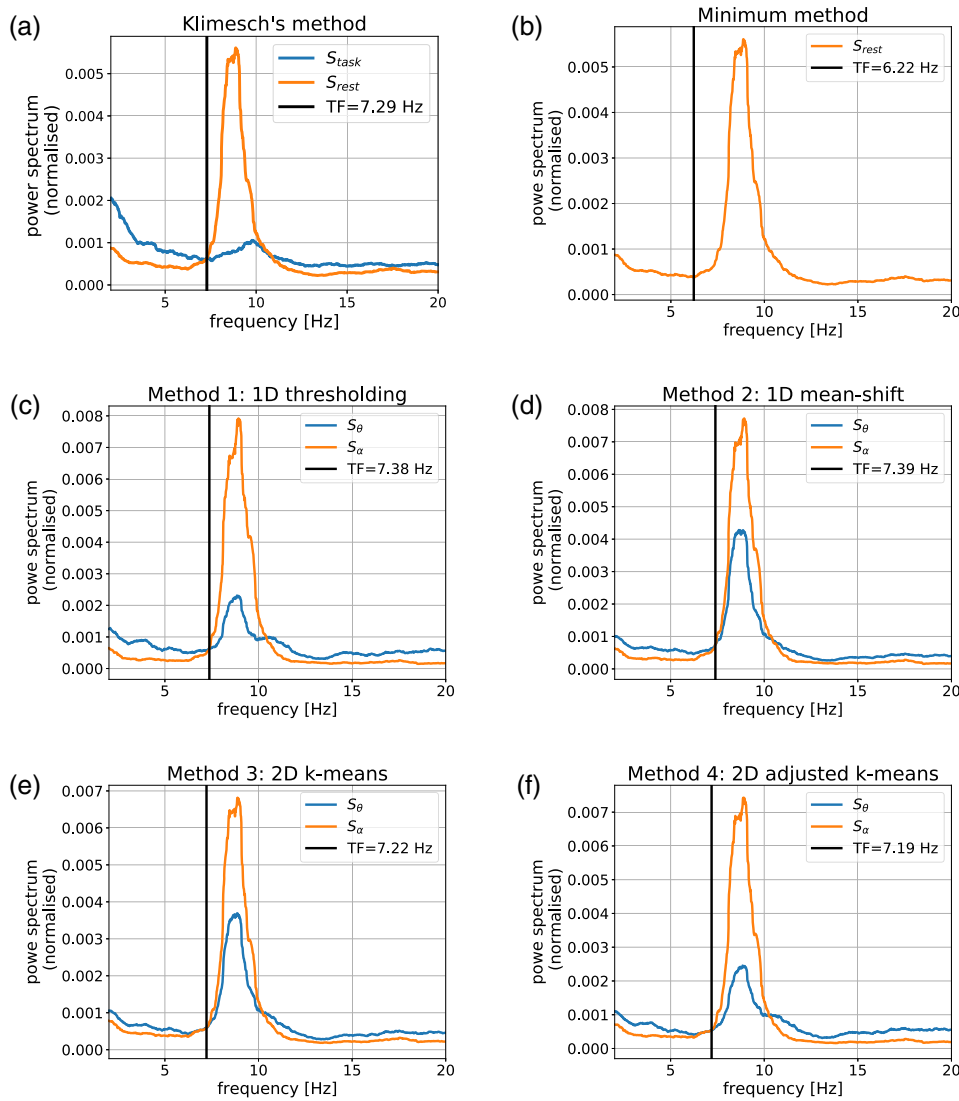 (a)
Klimesch's method
S_task
S_rest
TF=7.29 Hz
power spectrum
(normalised)
0.005
0.004
0.003
0.002
0.001
0.000
5 10 15 20
frequency [Hz]
(b)
Minimum method
S_rest
TF=6.22 Hz
powe spectrum
(normalised)
0.005
0.004
0.003
0.002
0.001
0.000
5 10 15 20
frequency [Hz]
(c)
Method 1: 1D thresholding
S_θ
S_α
TF=7.38 Hz
powe spectrum
(normalised)
0.008
0.007
0.006
0.005
0.004
0.003
0.002
0.001
0.000
5 10 15 20
frequency [Hz]
(d)
Method 2: 1D mean-shift
S_θ
S_α
TF=7.39 Hz
powe spectrum
(normalised)
0.008
0.007
0.006
0.005
0.004
0.003
0.002
0.001
0.000
5 10 15 20
frequency [Hz]
(e)
Method 3: 2D k-means
S_θ
S_α
TF=7.22 Hz
powe spectrum
(normalised)
0.007
0.006
0.005
0.004
0.003
0.002
0.001
0.000
5 10 15 20
frequency [Hz]
(f)
Method 4: 2D adjusted k-means
S_θ
S_α
TF=7.19 Hz
powe spectrum
(normalised)
0.007
0.006
0.005
0.004
0.003
0.002
0.001
0.000
5 10 15 20
frequency [Hz]